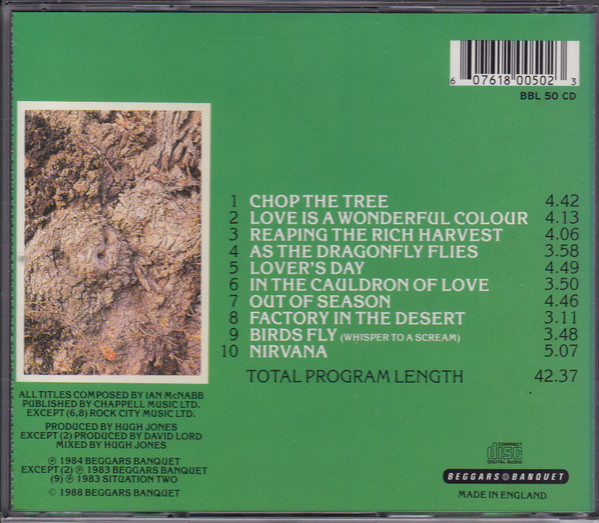 6 07618 00502 3
BBL 50 CD
1 CHOP THE TREE 4.42
2 LOVE IS A WONDERFUL COLOUR 4.13
3 REAPING THE RICH HARVEST 4.06
4 AS THE DRAGONFLY FLIES 3.58
5 LOVER'S DAY 4.49
6 IN THE CAULDRON OF LOVE 3.50
7 OUT OF SEASON 4.46
8 FACTORY IN THE DESERT 3.11
9 BIRDS FLY (WHISPER TO A SCREAM) 3.48
10 NIRVANA 5.07
TOTAL PROGRAM LENGTH 42.37
ALL TITLES COMPOSED BY IAN McNABB
PUBLISHED BY CHAPPELL MUSIC LTD.
EXCEPT (6,8) ROCK CITY MUSIC LTD.
PRODUCED BY HUGH JONES
EXCEPT (2) PRODUCED BY DAVID LORD
MIXED BY HUGH JONES
℗ 1984 BEGGARS BANQUET
EXCEPT (2) ℗ 1983 BEGGARS BANQUET
(9) ℗ 1983 SITUATION TWO
© 1988 BEGGARS BANQUET
COMPACT
disc
DIGITAL AUDIO
BEGGARS BANQUET
MADE IN ENGLAND